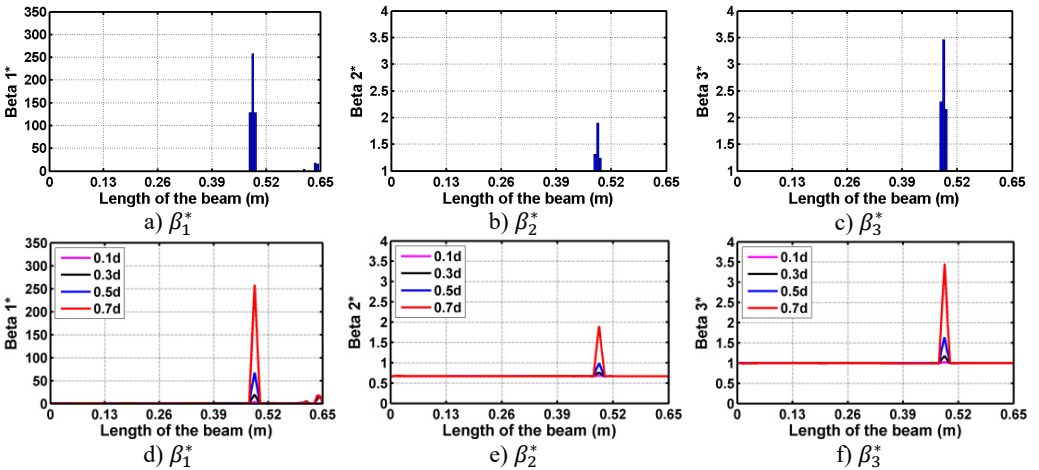 350
300
250
200
150
100
50
0
Beta 1*
0 0.13 0.26 0.39 0.52 0.65
Length of the beam (m)
a) β₁*
4
3.5
3
2.5
2
1.5
1
Beta 2*
0 0.13 0.26 0.39 0.52 0.65
Length of the beam (m)
b) β₂*
4
3.5
3
2.5
2
1.5
1
Beta 3*
0 0.13 0.26 0.39 0.52 0.65
Length of the beam (m)
c) β₃*
350
300
250
200
150
100
50
0
Beta 1*
0.1d
0.3d
0.5d
0.7d
0 0.13 0.26 0.39 0.52 0.65
Length of the beam (m)
d) β₁*
4
3.5
3
2.5
2
1.5
1
0.5
0
Beta 2*
0.1d
0.3d
0.5d
0.7d
0 0.13 0.26 0.39 0.52 0.65
Length of the beam (m)
e) β₂*
4
3.5
3
2.5
2
1.5
1
0.5
0
Beta 3*
0.1d
0.3d
0.5d
0.7d
0 0.13 0.26 0.39 0.52 0.65
Length of the beam (m)
f) β₃*